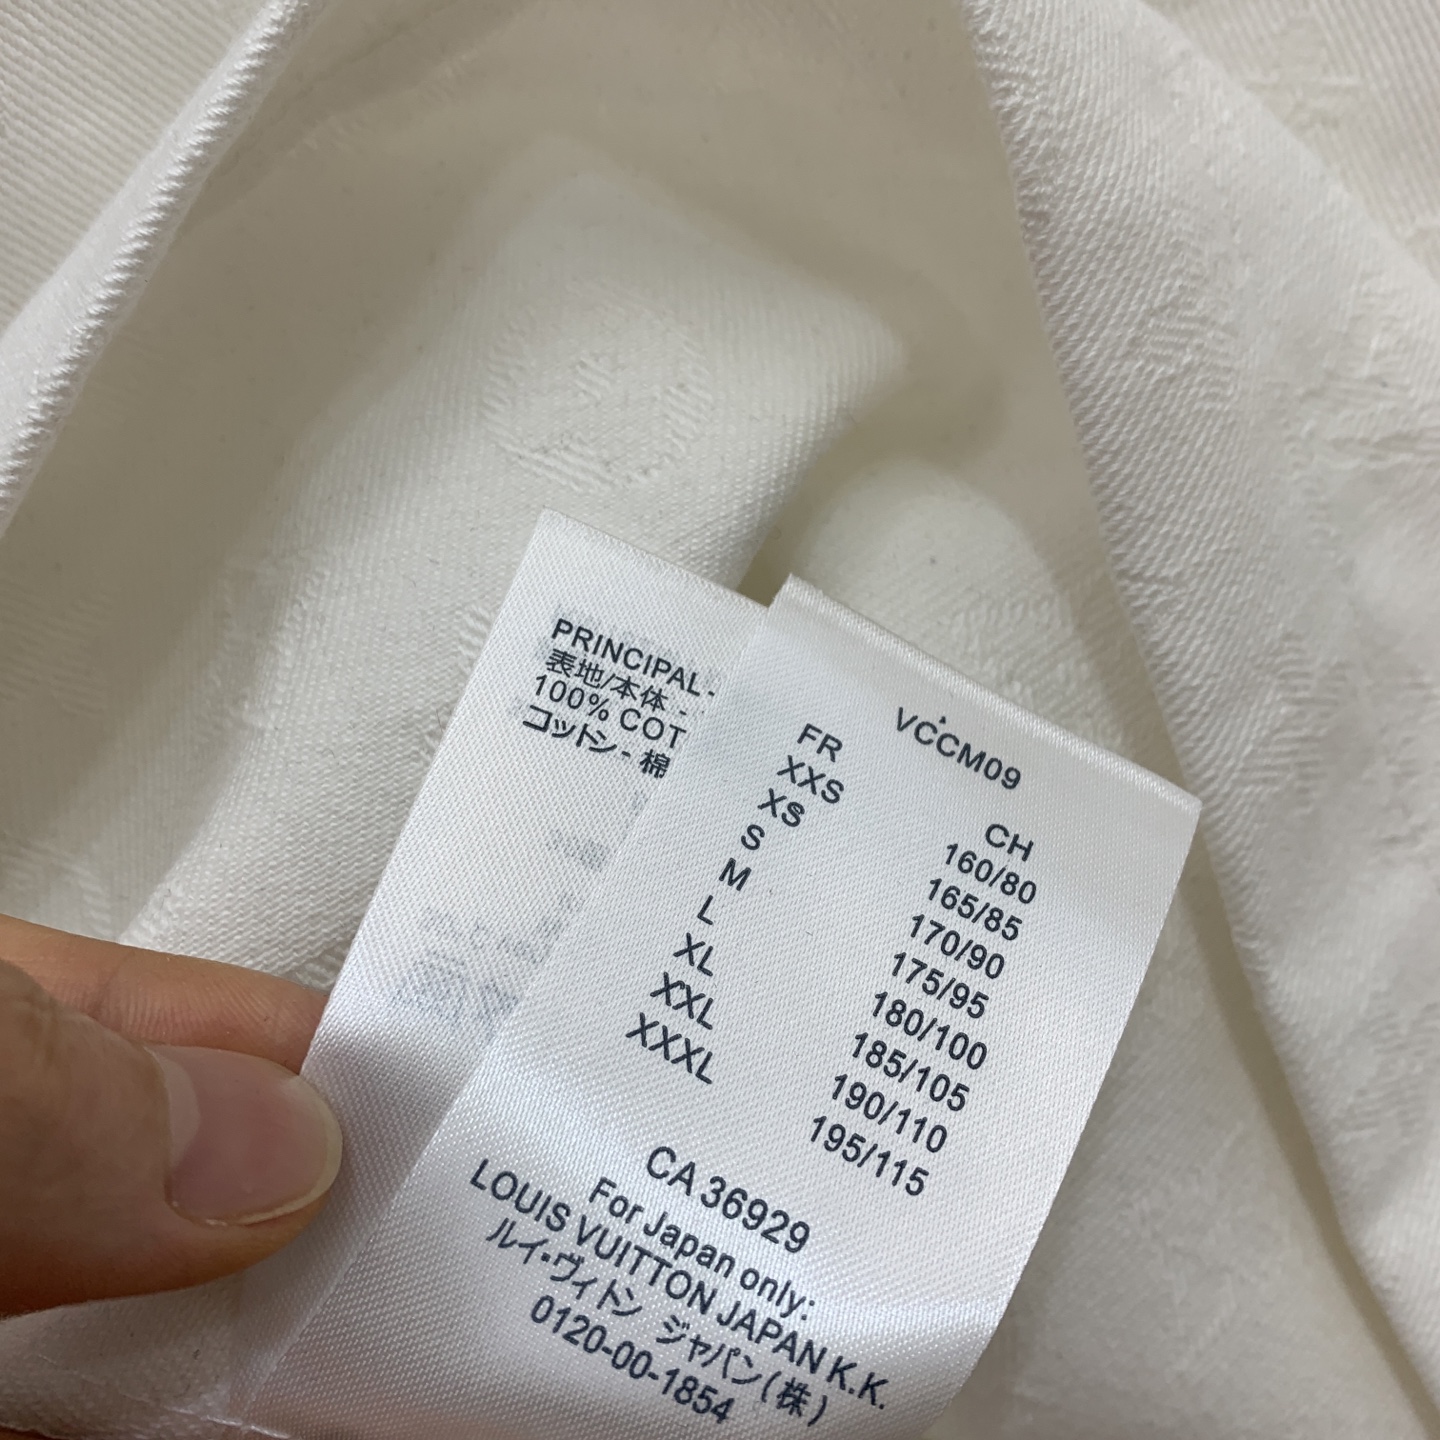 PRINCIPAL-
表地/本体 -
100% COT
コットン - 棉
VCCM09
FR CH
XXS 160/80
XS 165/85
S 170/90
M 175/95
L 180/100
XL 185/105
XXL 190/110
XXXL 195/115
CA 36929
For Japan only:
LOUIS VUITTON JAPAN K.K.
ルイ・ヴィトン ジャパン(株)
0120-00-1854